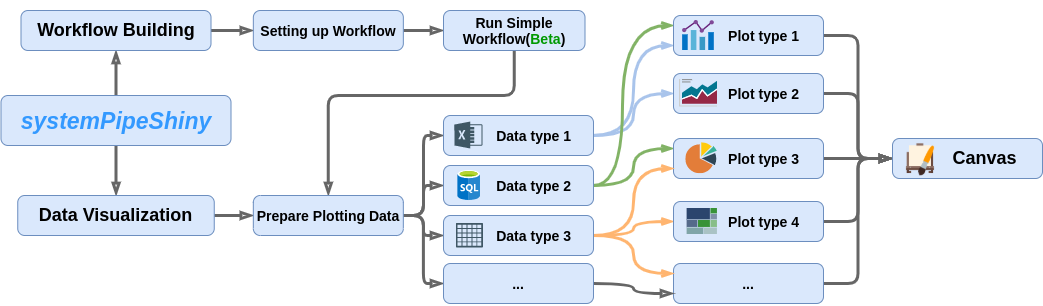 Workflow Building
Setting up Workflow
Run Simple
Workflow(Beta)
systemPipeShiny
Data Visualization
Prepare Plotting Data
Data type 1
SQL
Data type 2
Data type 3
...
Plot type 1
Plot type 2
Plot type 3
Plot type 4
...
Canvas